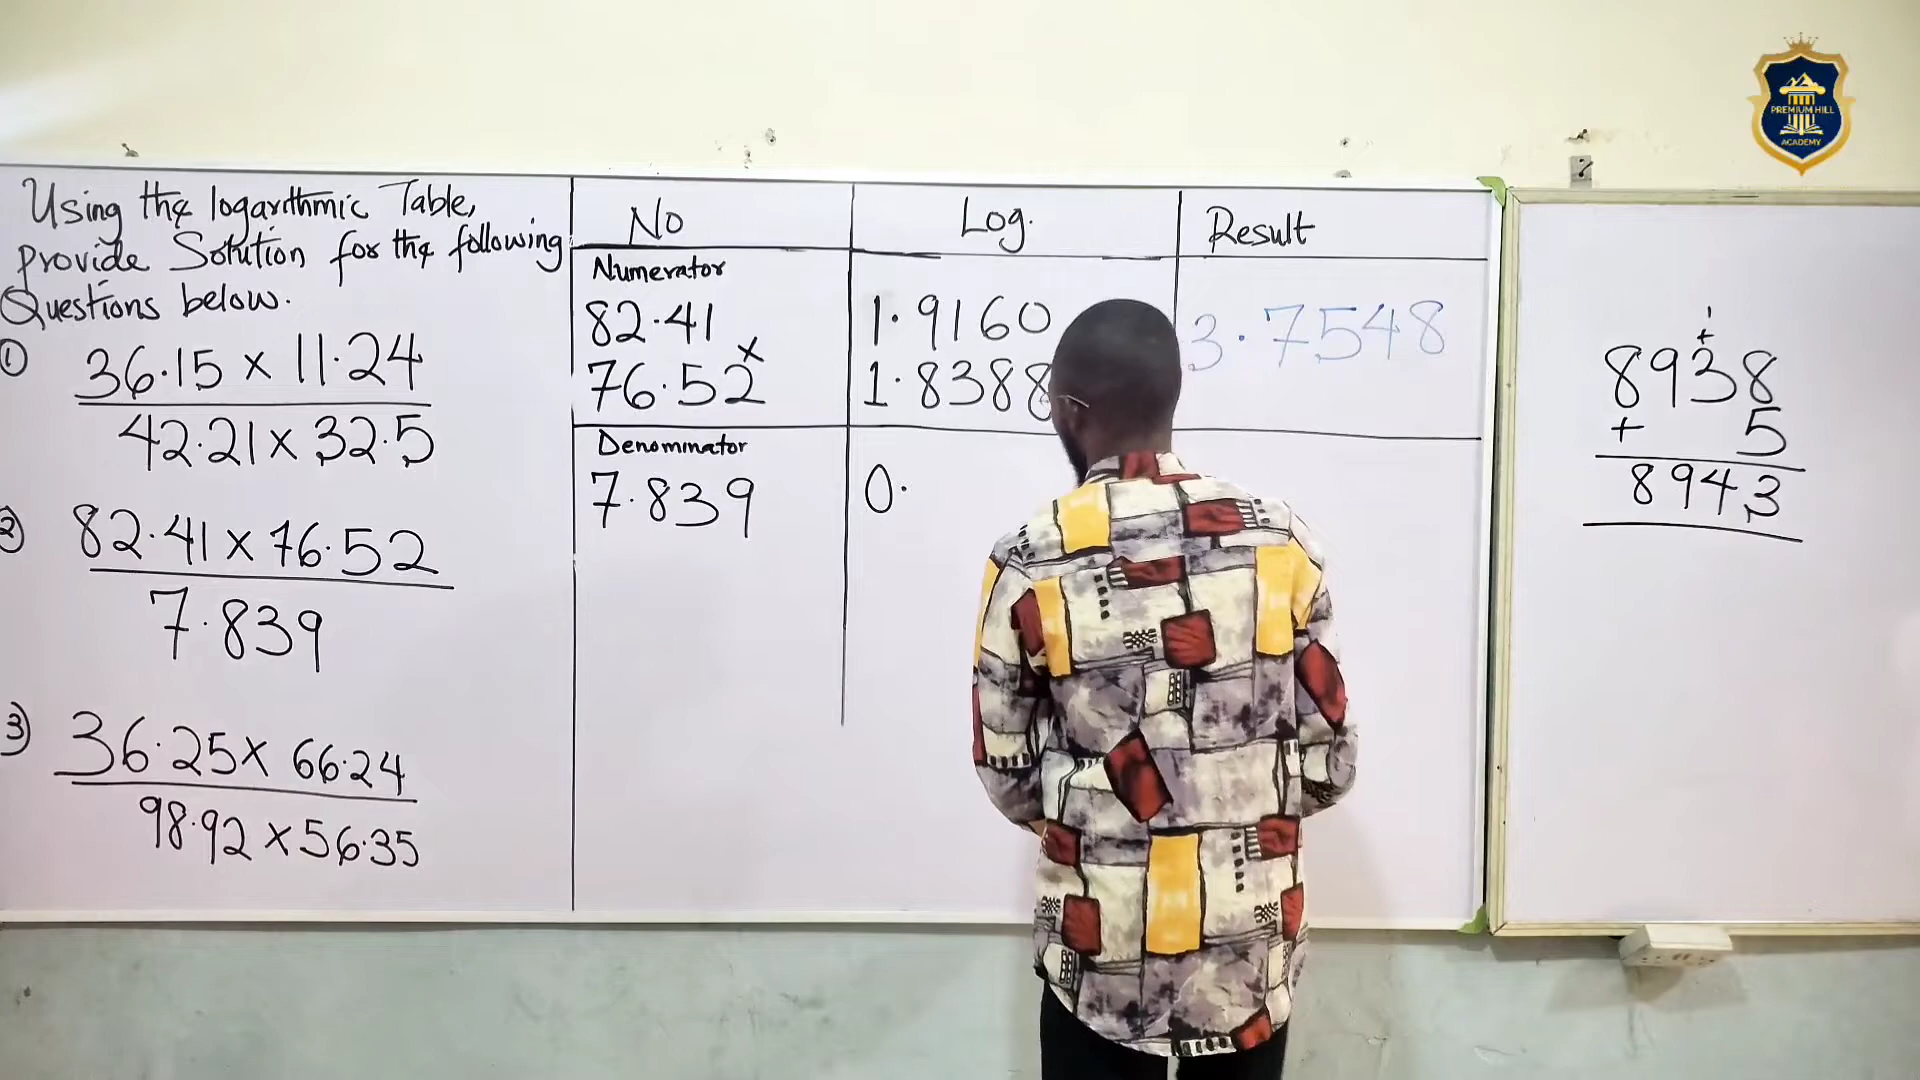 Using the logarithmic Table,
provide Solution for the following
Questions below.
① 36.15 x 11.24
42.21 x 32.5
② 82.41 x 76.52
7.839
3) 36.25 x 66.24
98.92 x 56.35
No Log. Result
Numerator
82.41 1.9160 3.7548
76.52 x 1.8388
Denominator
7.839 0.
1
+
8938
+ 5
8943
PREMIUM HILL
ACADEMY